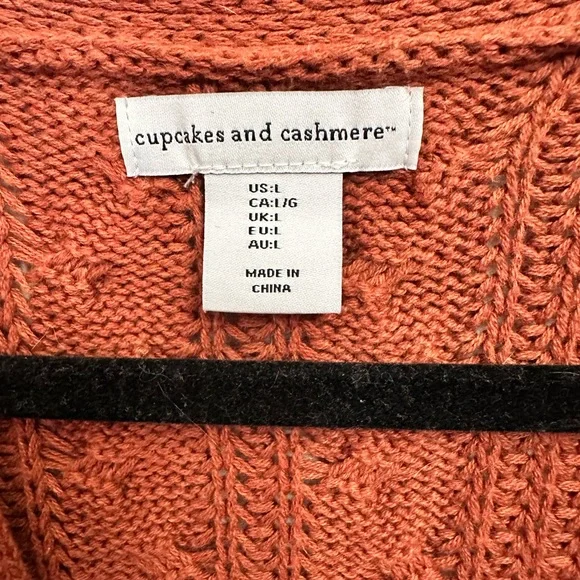 cupcakes and cashmere™
US:L
CA:L/G
UK:L
EU:L
AU:L
MADE IN
CHINA